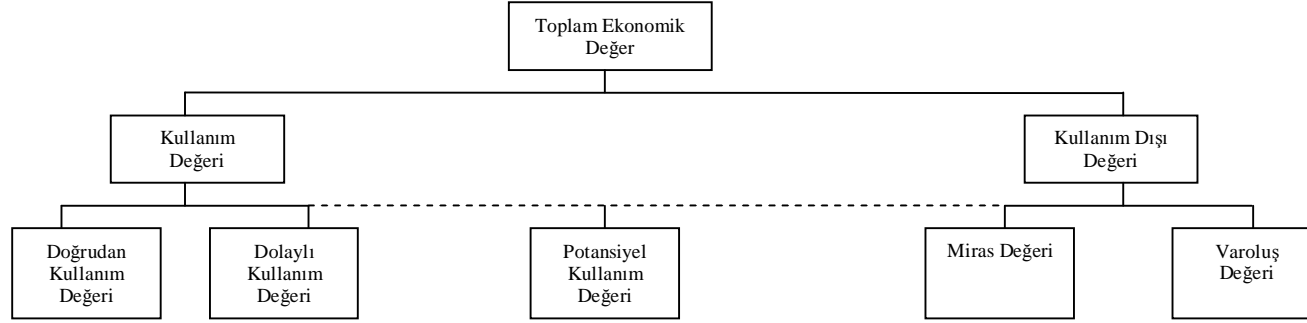 Toplam Ekonomik
Değer
Kullanım
Değeri
Kullanım Dışı
Değeri
Doğrudan
Kullanım
Değeri
Dolaylı
Kullanım
Değeri
Potansiyel
Kullanım
Değeri
Miras Değeri
Varoluş
Değeri